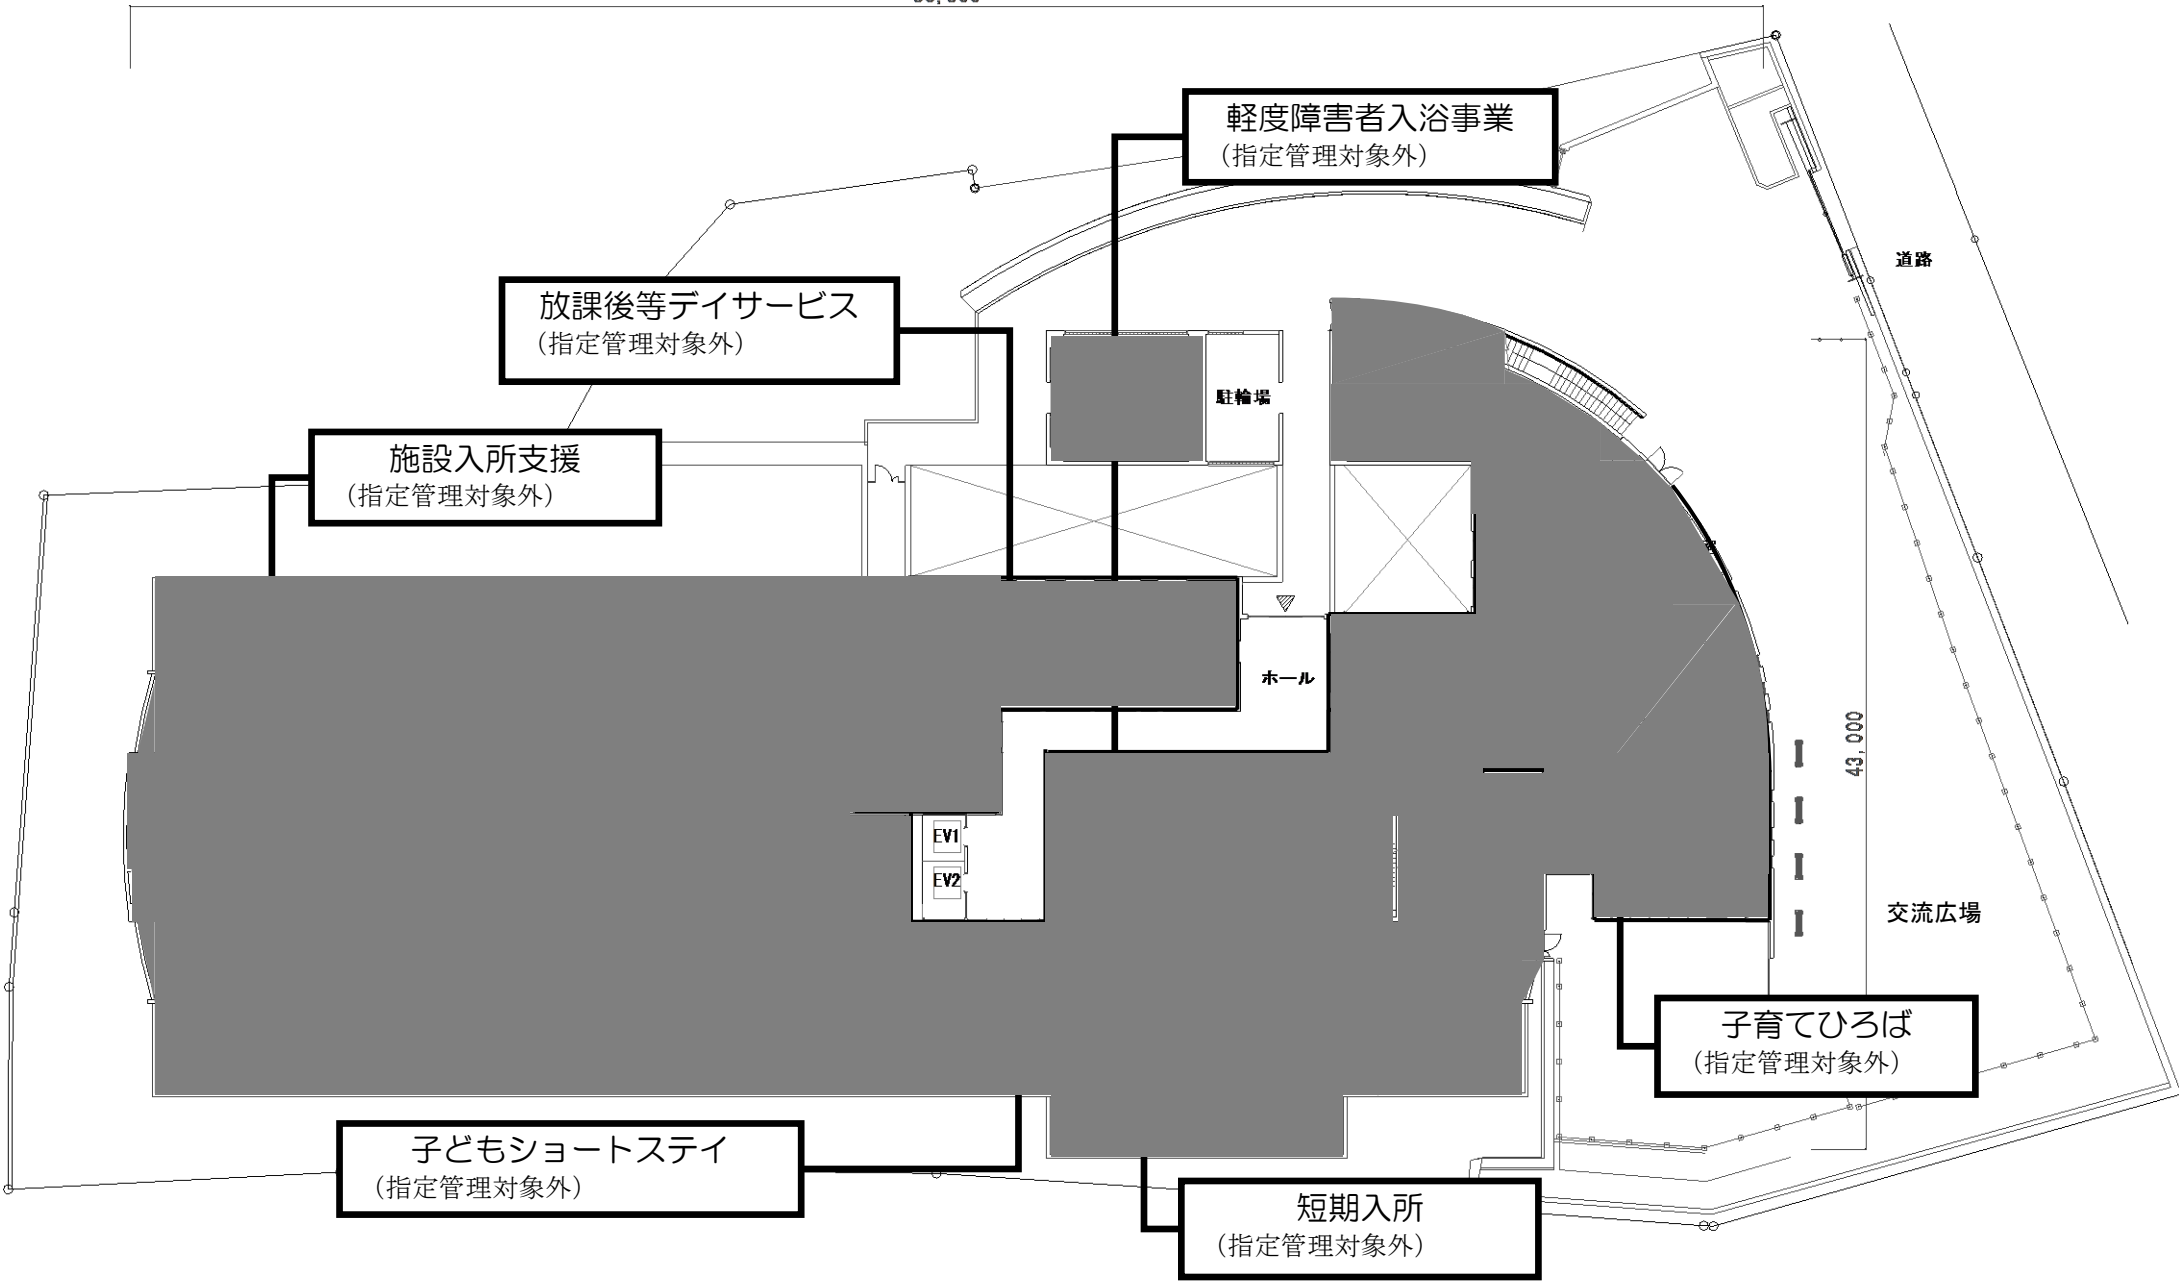 軽度障害者入浴事業
（指定管理対象外）
道路
放課後等デイサービス
（指定管理対象外）
駐輪場
施設入所支援
（指定管理対象外）
ホール
43,000
EV1
EV2
交流広場
子育てひろば
（指定管理対象外）
子どもショートステイ
（指定管理対象外）
短期入所
（指定管理対象外）